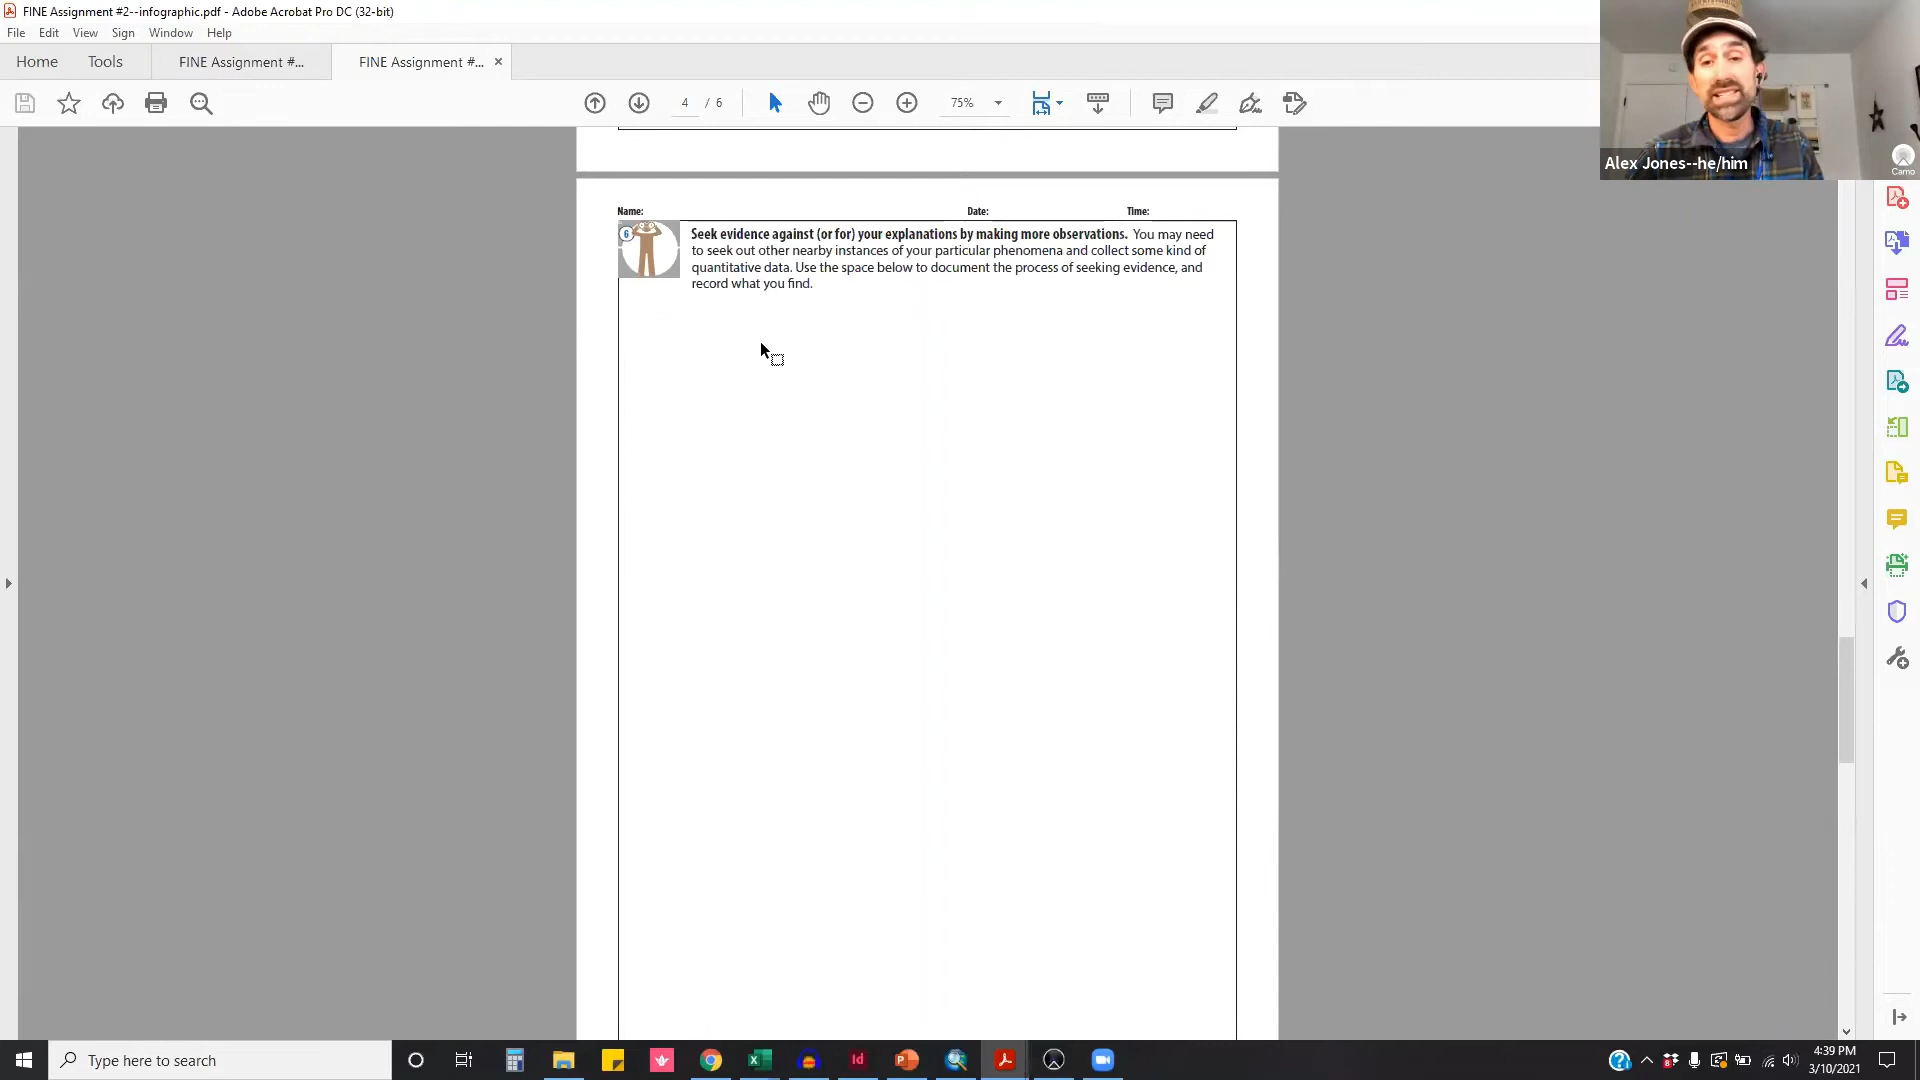 FINE Assignment #2--infographic.pdf - Adobe Acrobat Pro DC (32-bit)
File Edit View Sign Window Help
Home Tools FINE Assignment #... FINE Assignment #...
4 / 6 75%
Alex Jones--he/him
Camo
Name: Date: Time:
6 Seek evidence against (or for) your explanations by making more observations. You may need
to seek out other nearby instances of your particular phenomena and collect some kind of
quantitative data. Use the space below to document the process of seeking evidence, and
record what you find.
Type here to search
4:39 PM
3/10/2021